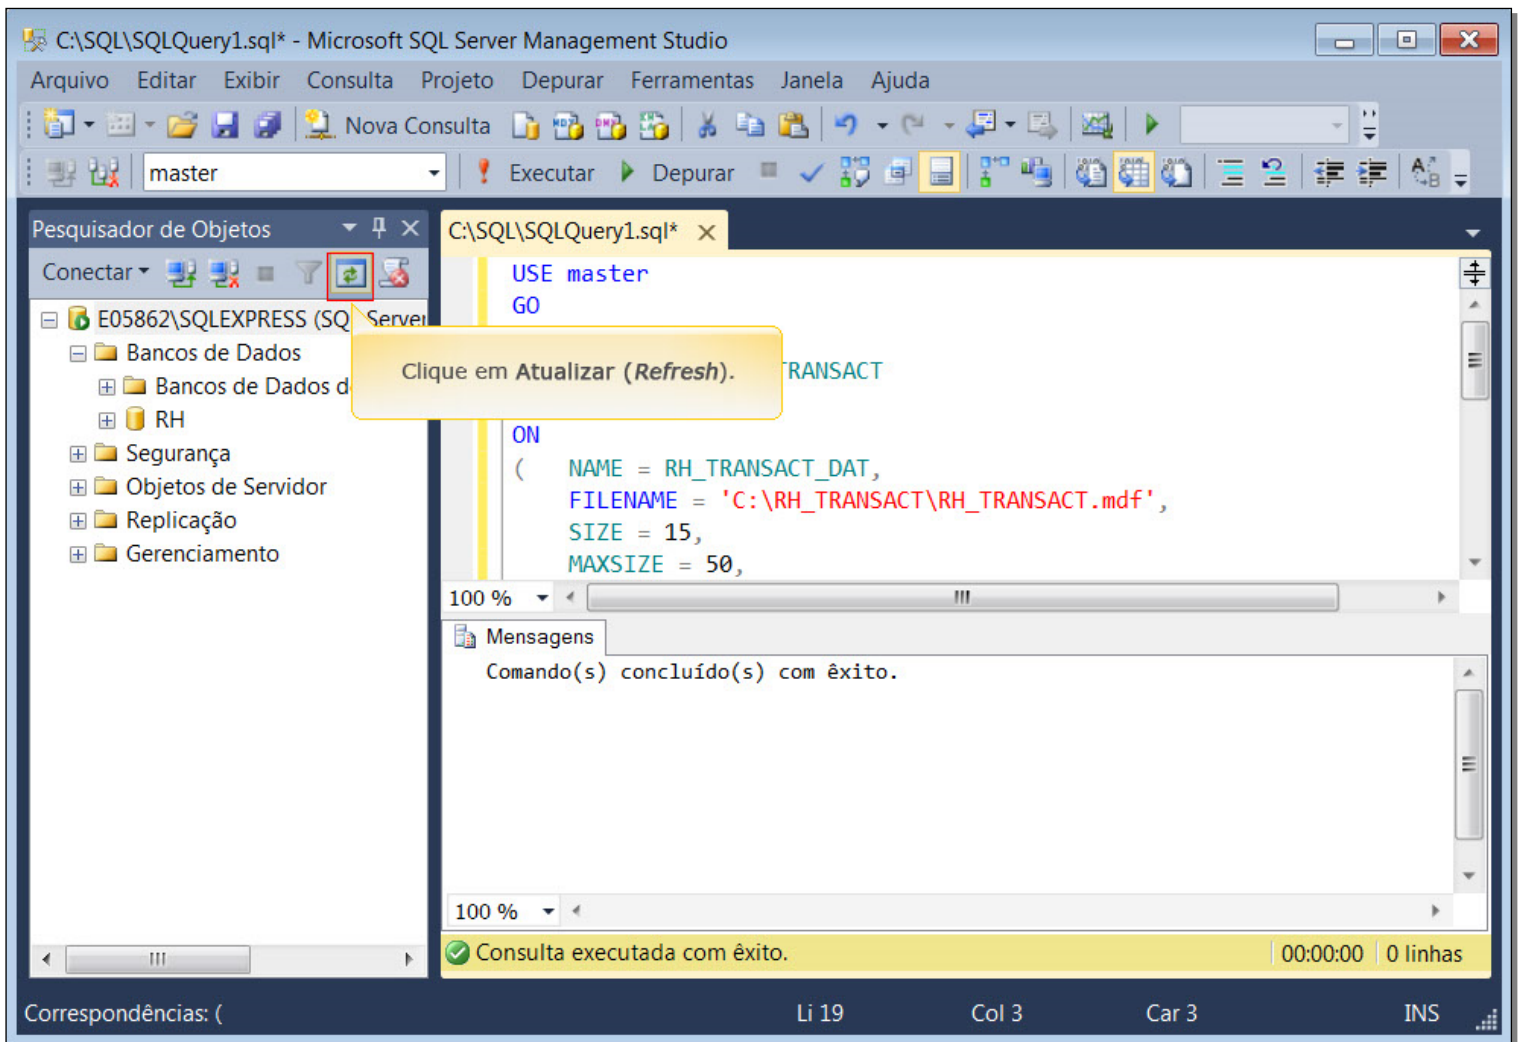 C:\SQL\SQLQuery1.sql* - Microsoft SQL Server Management Studio
Arquivo Editar Exibir Consulta Projeto Depurar Ferramentas Janela Ajuda
Nova Consulta
master Executar Depurar
Pesquisador de Objetos
Conectar
E05862\SQLEXPRESS (SQ Server
Bancos de Dados
Bancos de Dados d
RH
Segurança
Objetos de Servidor
Replicação
Gerenciamento
Clique em Atualizar (Refresh).
C:\SQL\SQLQuery1.sql*
USE master
GO
RANSACT
ON
( NAME = RH_TRANSACT_DAT,
FILENAME = 'C:\RH_TRANSACT\RH_TRANSACT.mdf',
SIZE = 15,
MAXSIZE = 50,
100 %
Mensagens
Comando(s) concluído(s) com êxito.
100 %
Consulta executada com êxito. 00:00:00 0 linhas
Correspondências: ( Li 19 Col 3 Car 3 INS